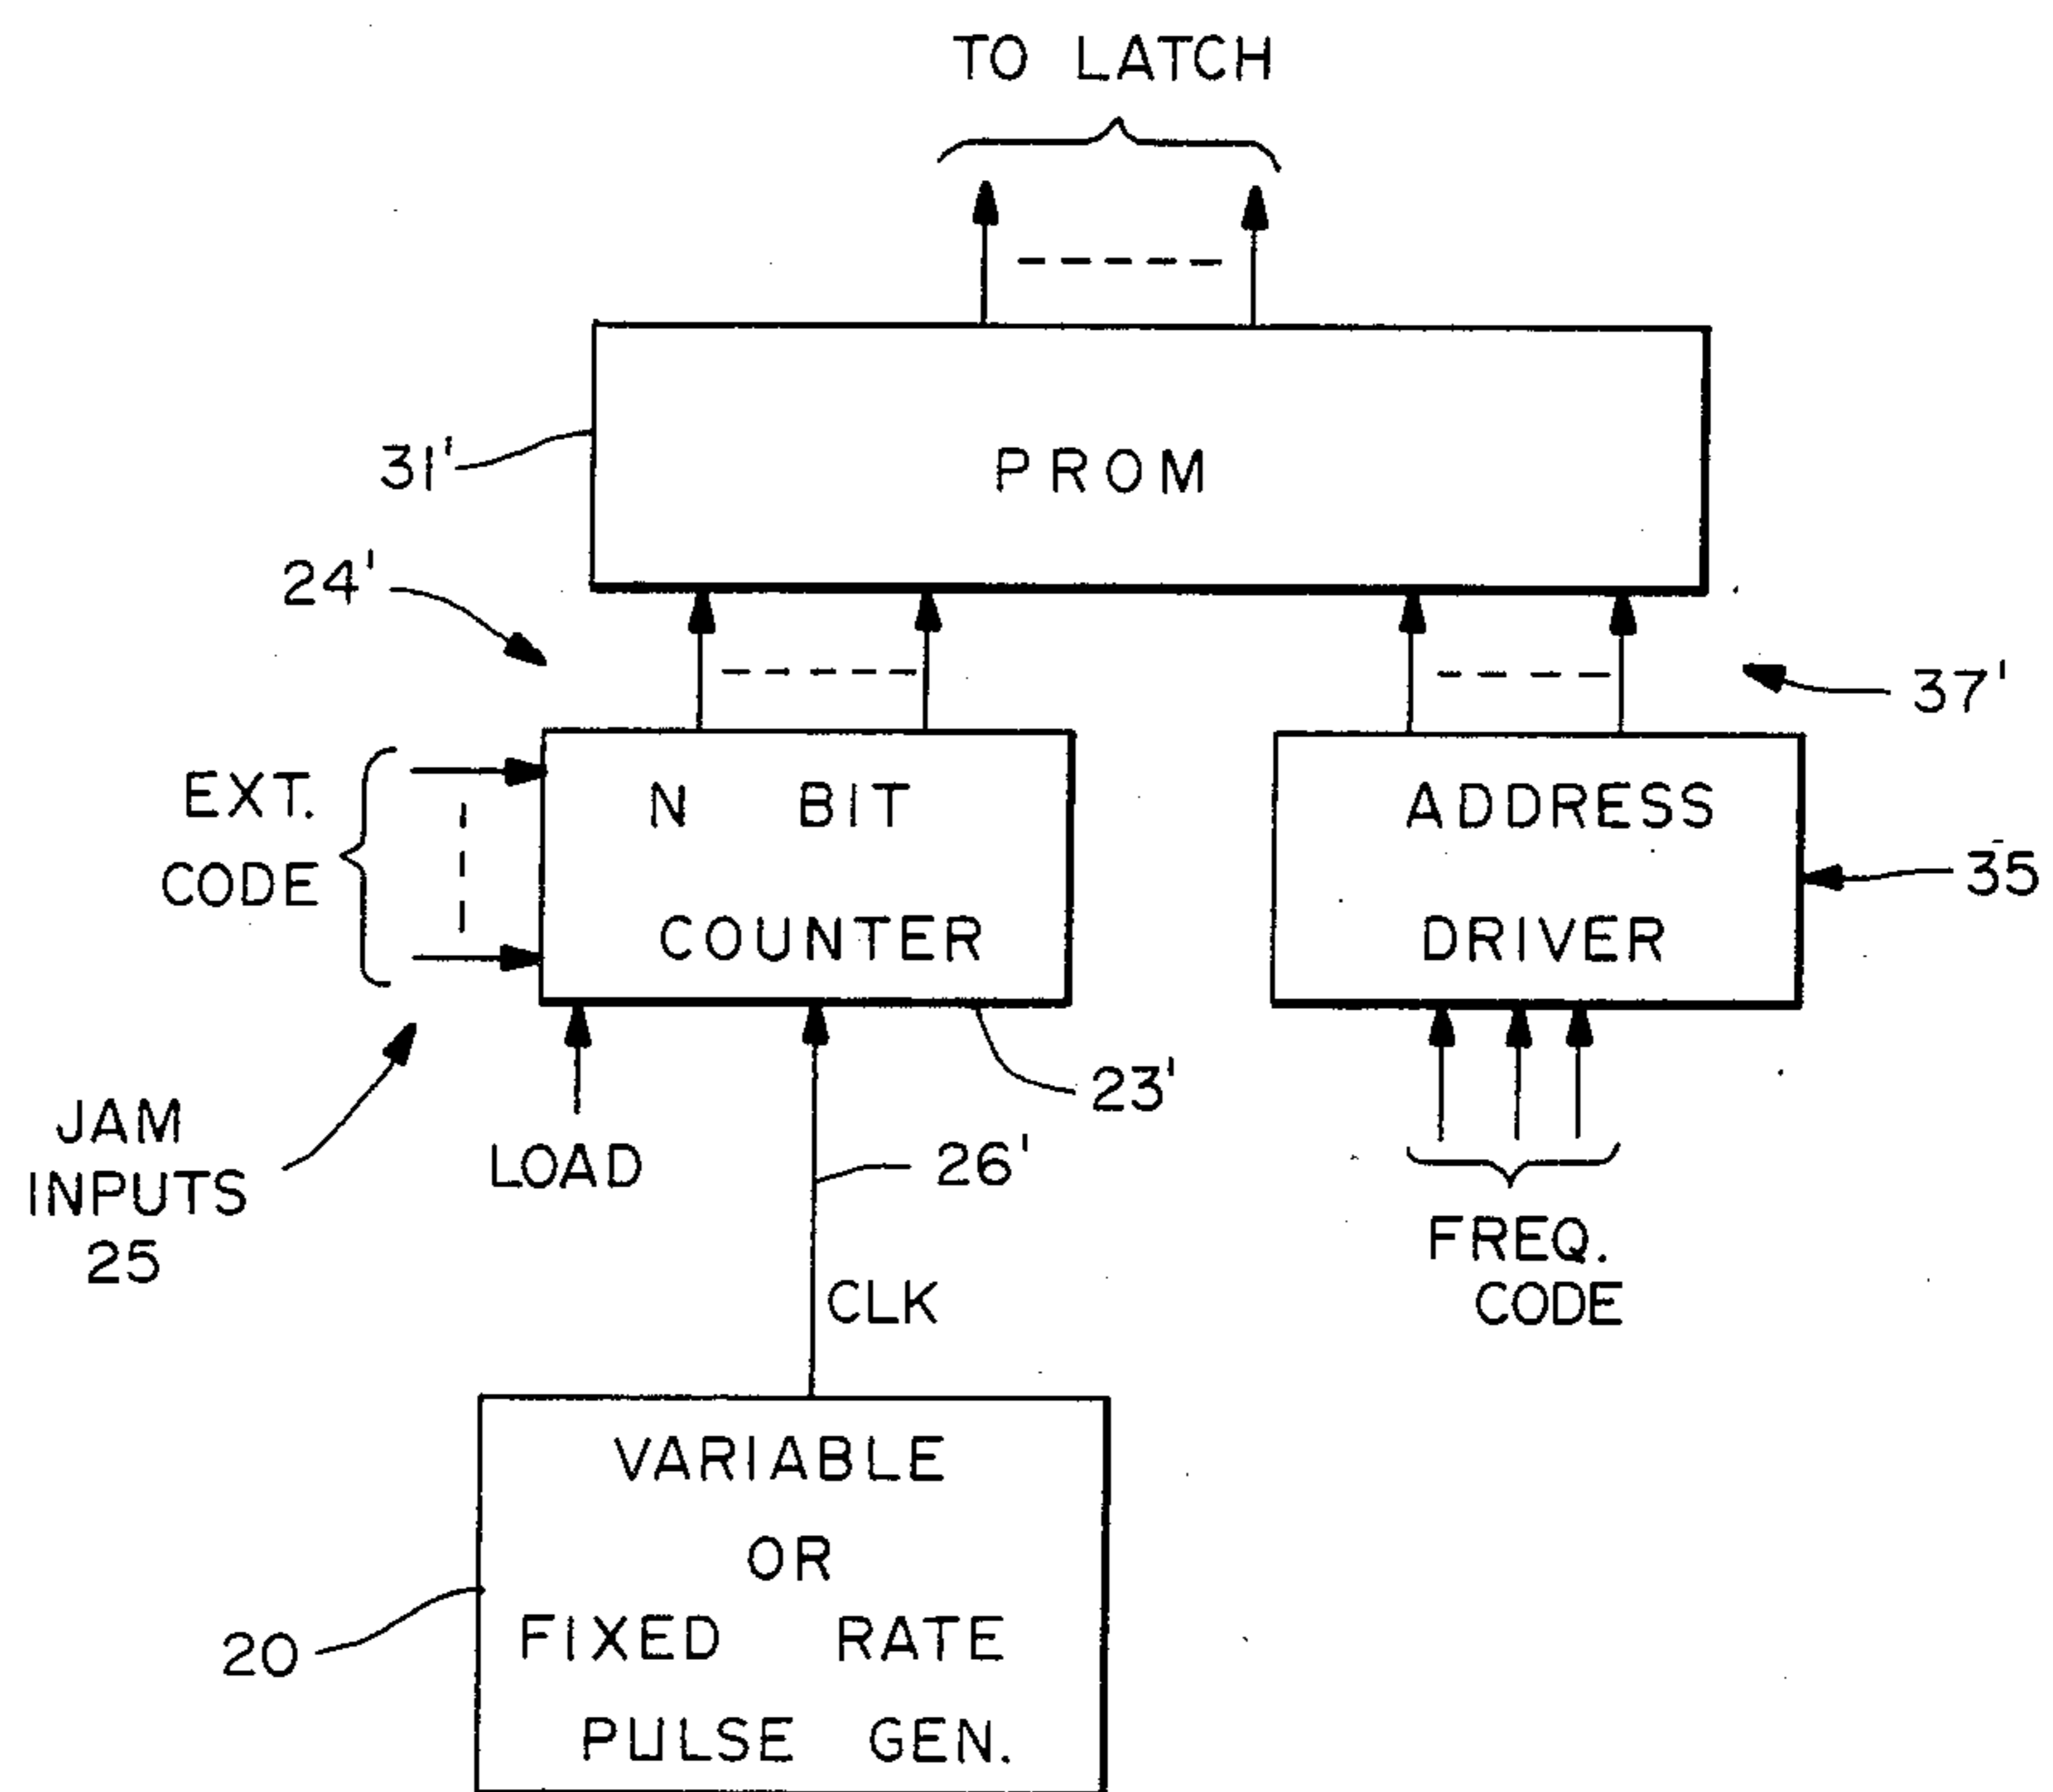 TO LATCH
31'
PROM
24'
37'
EXT.
CODE
N BIT
COUNTER
ADDRESS
DRIVER
35
23'
JAM
INPUTS
25
LOAD
26'
FREQ.
CODE
CLK
VARIABLE
OR
FIXED RATE
PULSE GEN.
20